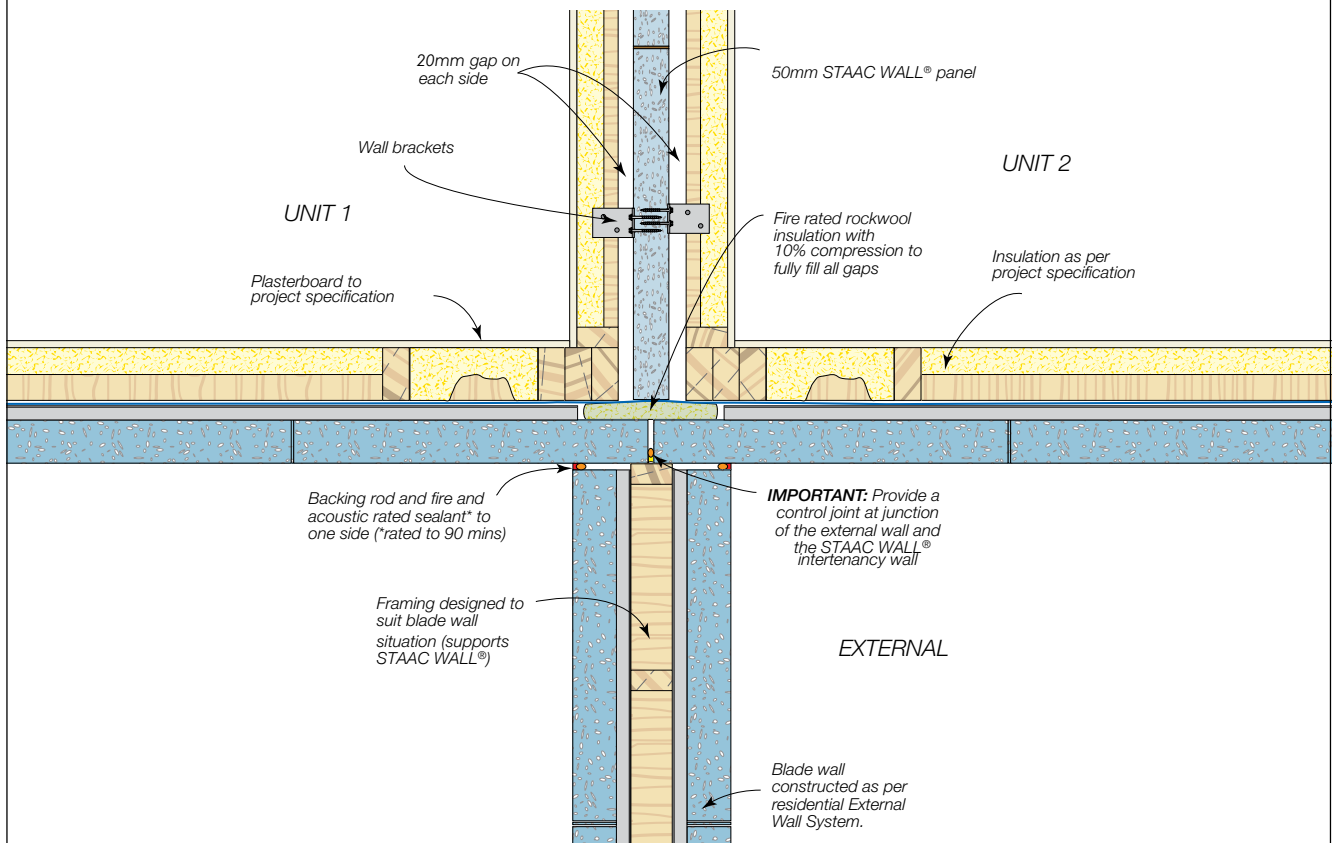 20mm gap on
each side
50mm STAAC WALL® panel
Wall brackets
UNIT 2
UNIT 1
Fire rated rockwool
insulation with
10% compression to
fully fill all gaps
Insulation as per
project specification
Plasterboard to
project specification
Backing rod and fire and
acoustic rated sealant* to
one side (*rated to 90 mins)
IMPORTANT: Provide a
control joint at junction
of the external wall and
the STAAC WALL®
intertenancy wall
Framing designed to
suit blade wall
situation (supports
STAAC WALL®)
EXTERNAL
Blade wall
constructed as per
residential External
Wall System.